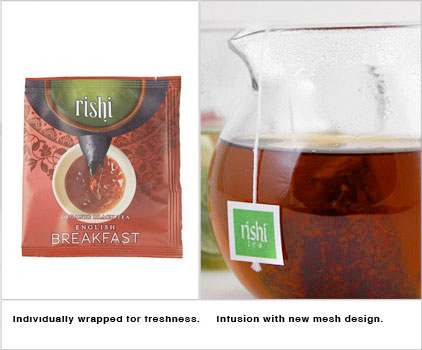 rishi
ORGANIC BLACK TEA
ENGLISH
BREAKFAST
rishi
tea
Individually wrapped for freshness.
Infusion with new mesh design.